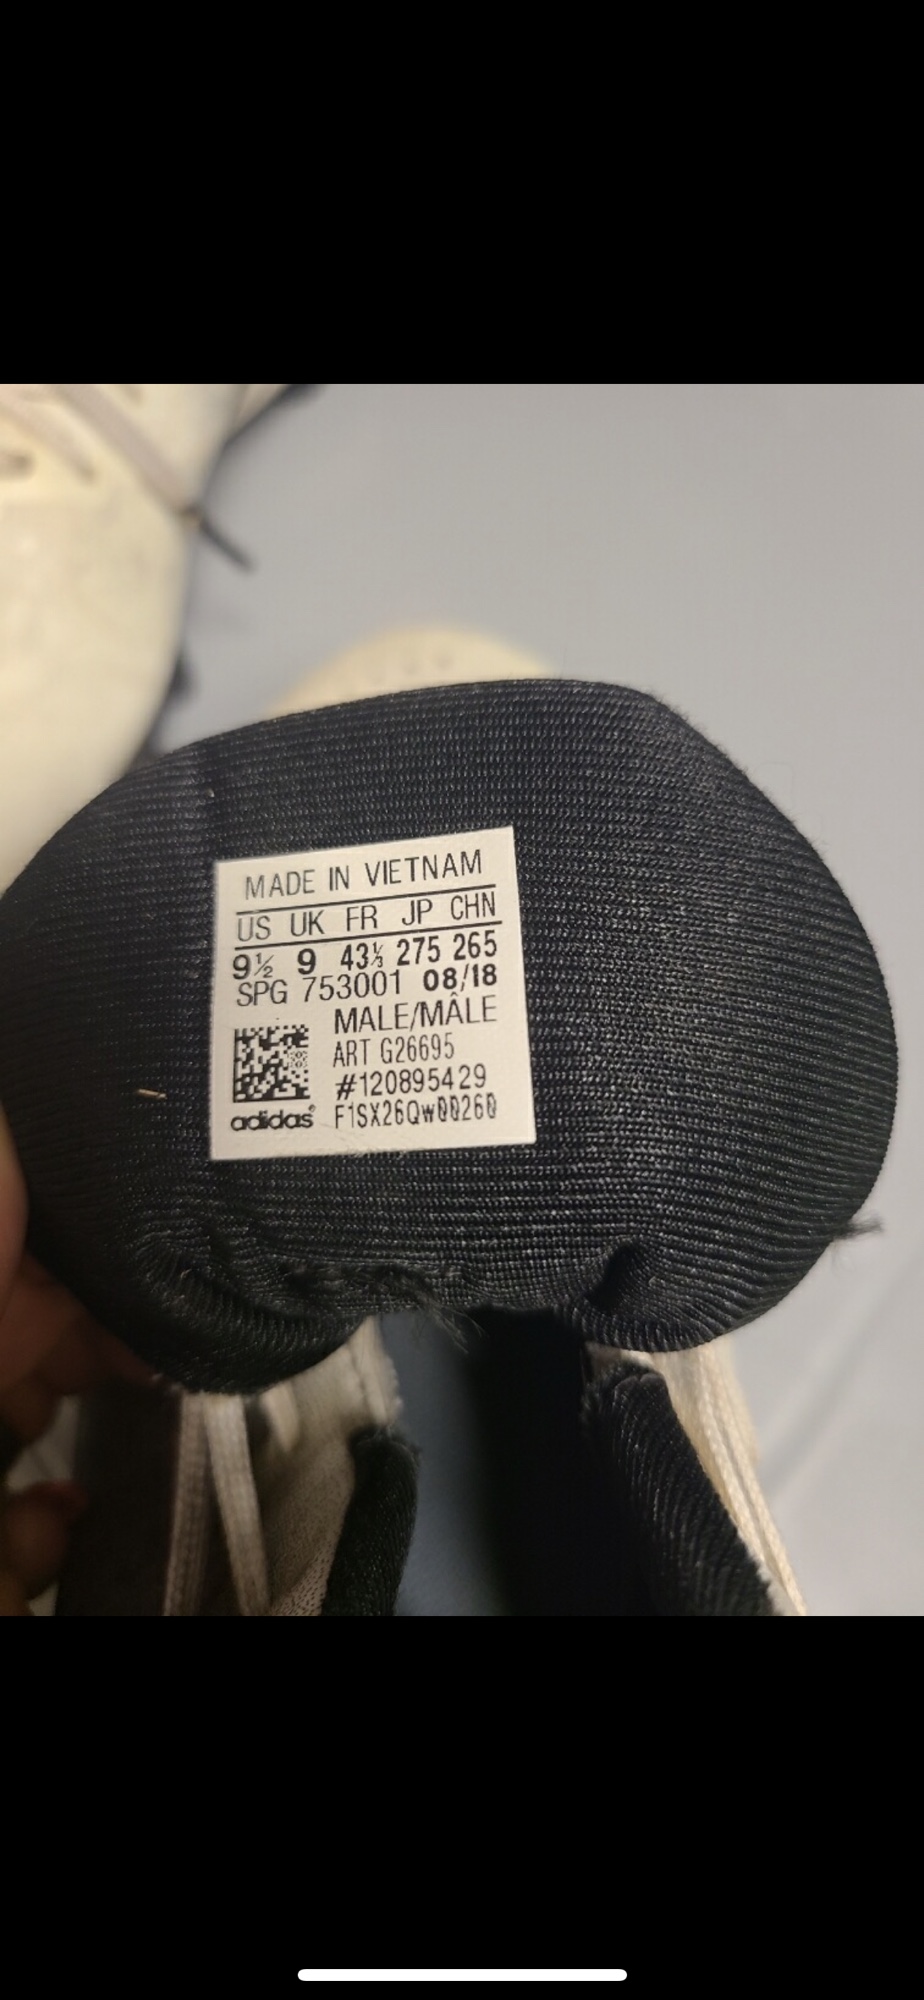 MADE IN VIETNAM
US UK FR JP CHN
9½ 9 43⅓ 275 265
SPG 753001 08/18
MALE/MÂLE
ART G26695
#120895429
adidas® F1SX26Qw00260